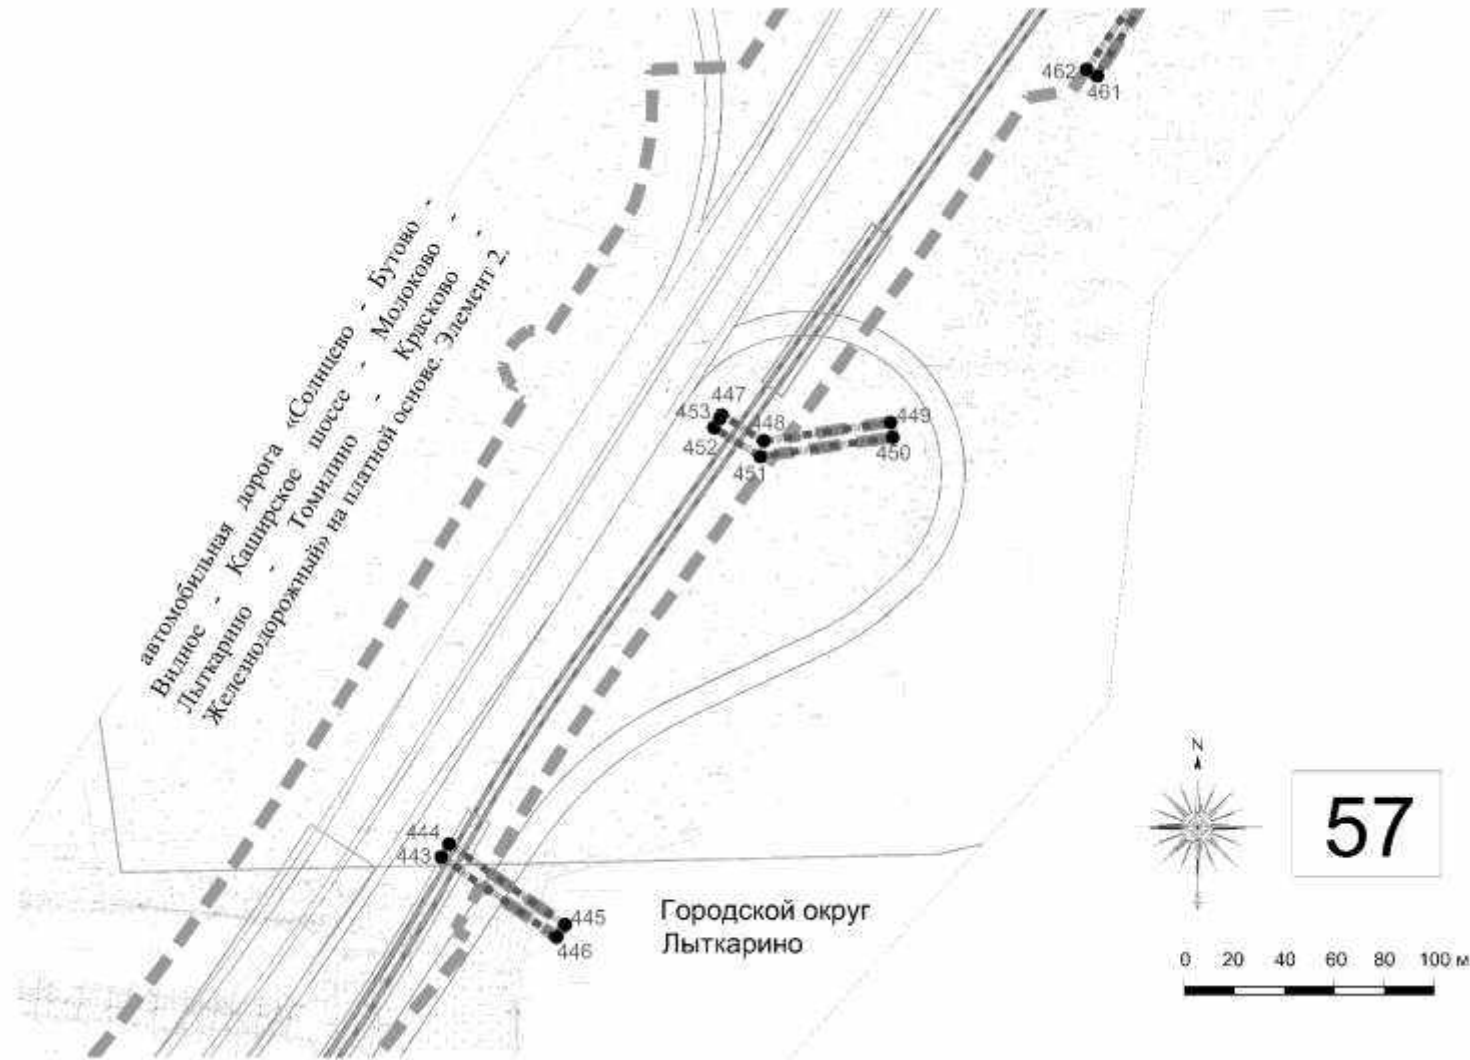 автомобильная дорога «Солнцево - Бутово -
Видное - Каширское шоссе - Молоково -
Лыткарино - Томилино - Красково -
Железнодорожный» на платной основе. Элемент 2.
462
461
447
453
448
449
452
450
451
444
443
445
446
Городской округ
Лыткарино
N
S
57
0 20 40 60 80 100 м